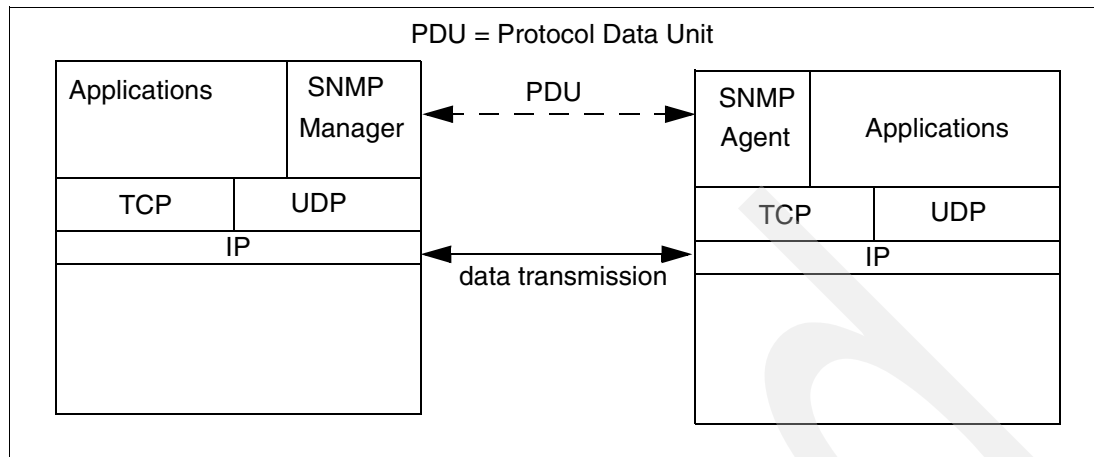 PDU = Protocol Data Unit
Applications
SNMP
Manager
PDU
SNMP
Agent
Applications
TCP
UDP
IP
data transmission
TCP
UDP
IP